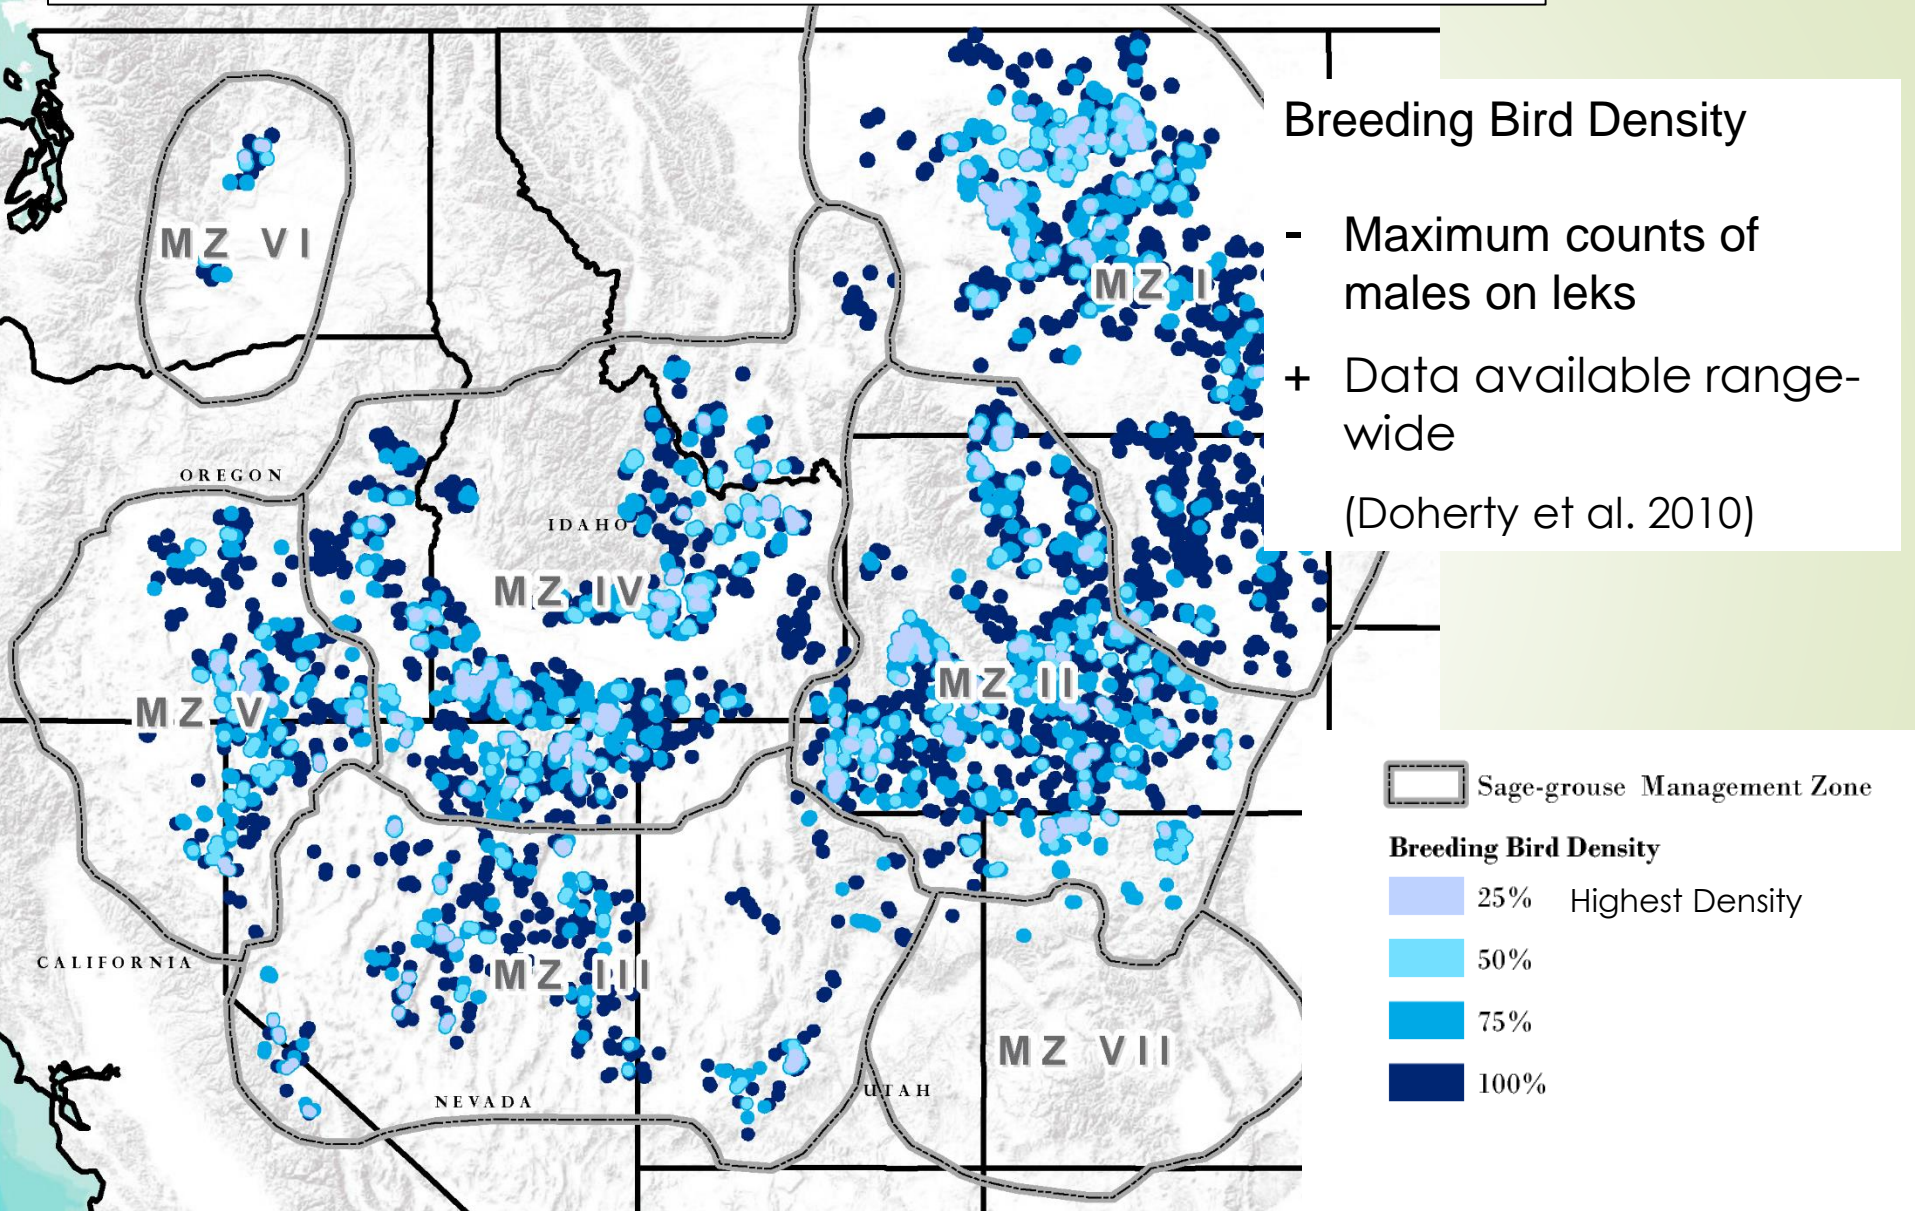 Breeding Bird Density
- Maximum counts of
males on leks
+ Data available range-
wide
(Doherty et al. 2010)
MZ VI
MZ I
OREGON
IDAHO
MZ IV
MZ V
MZ II
CALIFORNIA
MZ III
MZ VII
NEVADA
UTAH
Sage-grouse Management Zone
Breeding Bird Density
25% Highest Density
50%
75%
100%